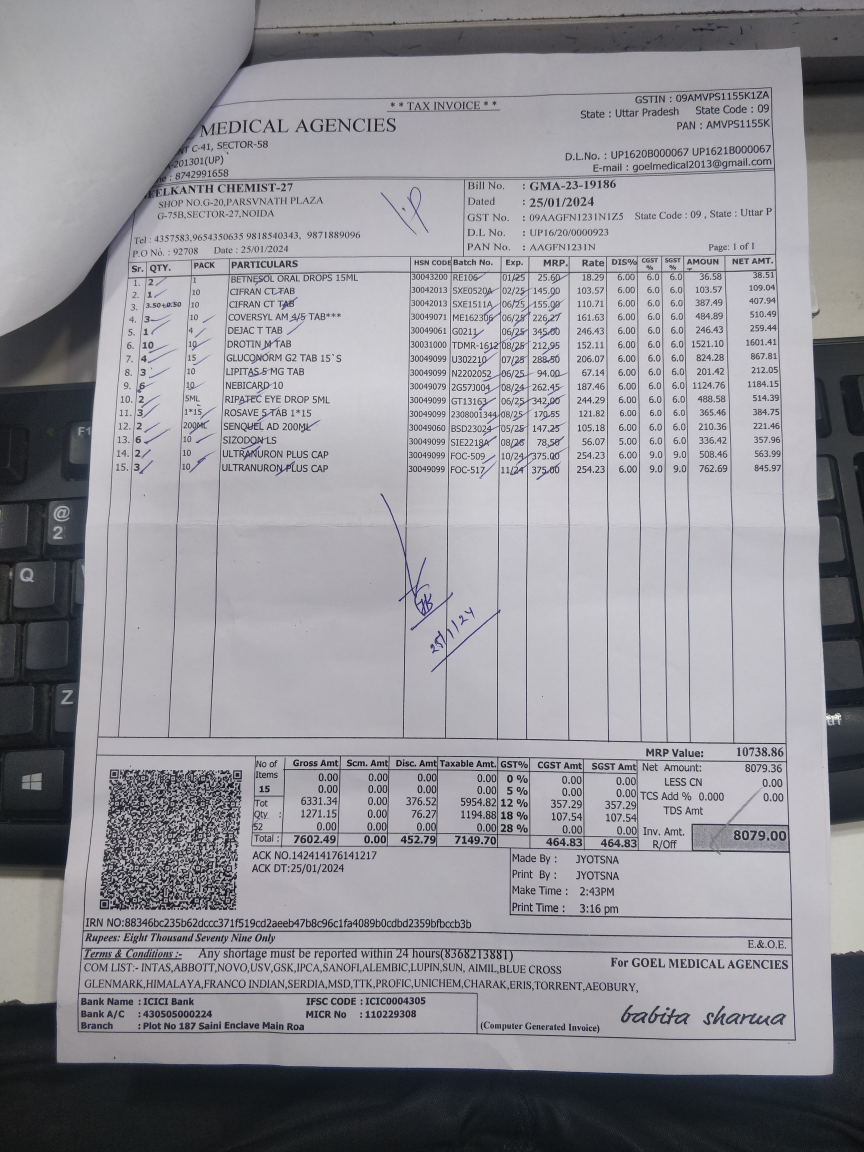 * * TAX INVOICE * *
GSTIN : 09AMVPS1155K1ZA
State : Uttar Pradesh State Code : 09
PAN : AMVPS1155K
MEDICAL AGENCIES
C-41, SECTOR-58
-201301(UP)
: 8742991658
D.L.No. : UP1620B000067 UP1621B000067
E-mail : goelmedical2013@gmail.com
ELKANTH CHEMIST-27
SHOP NO.G-20,PARSVNATH PLAZA
G-75B,SECTOR-27,NOIDA
Tel : 4357583,9654350635 9818540343, 9871889096
P.O No. : 92708 Date : 25/01/2024
Bill No. : GMA-23-19186
Dated : 25/01/2024
GST No. : 09AAGFN1231N1Z5 State Code : 09 , State : Uttar P
D.L No. : UP16/20/0000923
PAN No. : AAGFN1231N Page: 1 of 1
Sr. QTY. PACK PARTICULARS HSN CODE Batch No. Exp. MRP. Rate DIS% CGST % SGST % AMOUN NET AMT.
1. 2 1 BETNESOL ORAL DROPS 15ML 30043200 RE106 01/25 25.60 18.29 6.00 6.0 6.0 36.58 38.51
2. 1 10 CIFRAN CT TAB 30042013 SXE0520A 02/25 145.00 103.57 6.00 6.0 6.0 103.57 109.04
3. 3.50+0.50 10 CIFRAN CT TAB 30042013 SXE1511A 06/25 155.00 110.71 6.00 6.0 6.0 387.49 407.94
4. 3 10 COVERSYL AM 4/5 TAB*** 30049071 ME162306 06/25 226.27 161.63 6.00 6.0 6.0 484.89 510.49
5. 1 4 DEJAC T TAB 30049061 G0211 06/25 345.00 246.43 6.00 6.0 6.0 246.43 259.44
6. 10 10 DROTIN M TAB 30031000 TDMR-1612 08/25 212.95 152.11 6.00 6.0 6.0 1521.10 1601.41
7. 4 15 GLUCONORM G2 TAB 15`S 30049099 U302210 07/25 288.50 206.07 6.00 6.0 6.0 824.28 867.81
8. 3 10 LIPITAS 5 MG TAB 30049099 N2202052 06/25 94.00 67.14 6.00 6.0 6.0 201.42 212.05
9. 6 10 NEBICARD 10 30049079 2G573004 08/24 262.45 187.46 6.00 6.0 6.0 1124.76 1184.15
10. 2 5ML RIPATEC EYE DROP 5ML 30049099 GT13163 06/25 342.00 244.29 6.00 6.0 6.0 488.58 514.39
11. 3 1*15 ROSAVE 5 TAB 1*15 30049099 2308001344 08/25 170.55 121.82 6.00 6.0 6.0 365.46 384.75
12. 2 200ML SENQUEL AD 200ML 30049060 BSD23024 05/25 147.25 105.18 6.00 6.0 6.0 210.36 221.46
13. 6 10 SIZODON LS 30049099 SIE2218A 08/26 78.50 56.07 5.00 6.0 6.0 336.42 357.96
14. 2 10 ULTRANURON PLUS CAP 30049099 FOC-509 10/24 375.00 254.23 6.00 9.0 9.0 508.46 563.99
15. 3 10 ULTRANURON PLUS CAP 30049099 FOC-517 11/24 375.00 254.23 6.00 9.0 9.0 762.69 845.97
25/1/24
MRP Value: 10738.86
No of Items 15 Tot Qty : 52
Gross Amt Scm. Amt Disc. Amt Taxable Amt. GST% CGST Amt SGST Amt
0.00 0.00 0.00 0.00 0 % 0.00 0.00
0.00 0.00 0.00 0.00 5 % 0.00 0.00
6331.34 0.00 376.52 5954.82 12 % 357.29 357.29
1271.15 0.00 76.27 1194.88 18 % 107.54 107.54
0.00 0.00 0.00 0.00 28 % 0.00 0.00
Total : 7602.49 0.00 452.79 7149.70 464.83 464.83
Net Amount: 8079.36
LESS CN 0.00
TCS Add % 0.000 0.00
TDS Amt
Inv. Amt. 8079.00
R/Off
ACK NO.142414176141217
ACK DT:25/01/2024
Made By : JYOTSNA
Print By : JYOTSNA
Make Time : 2:43PM
Print Time : 3:16 pm
IRN NO:88346bc235b62dccc371f519cd2aeeb47b8c96c1fa4089b0cdbd2359bfbccb3b
Rupees: Eight Thousand Seventy Nine Only
E.&O.E.
Terms & Conditions :- Any shortage must be reported within 24 hours(8368213881)
COM LIST:- INTAS,ABBOTT,NOVO,USV,GSK,IPCA,SANOFI,ALEMBIC,LUPIN,SUN, AIMIL,BLUE CROSS
GLENMARK,HIMALAYA,FRANCO INDIAN,SERDIA,MSD,TTK,PROFIC,UNICHEM,CHARAK,ERIS,TORRENT,AEOBURY,
For GOEL MEDICAL AGENCIES
Bank Name : ICICI Bank IFSC CODE : ICIC0004305
Bank A/C : 430505000224 MICR No : 110229308
Branch : Plot No 187 Saini Enclave Main Roa
(Computer Generated Invoice)
babita sharma
F1
@
2
Q
Z